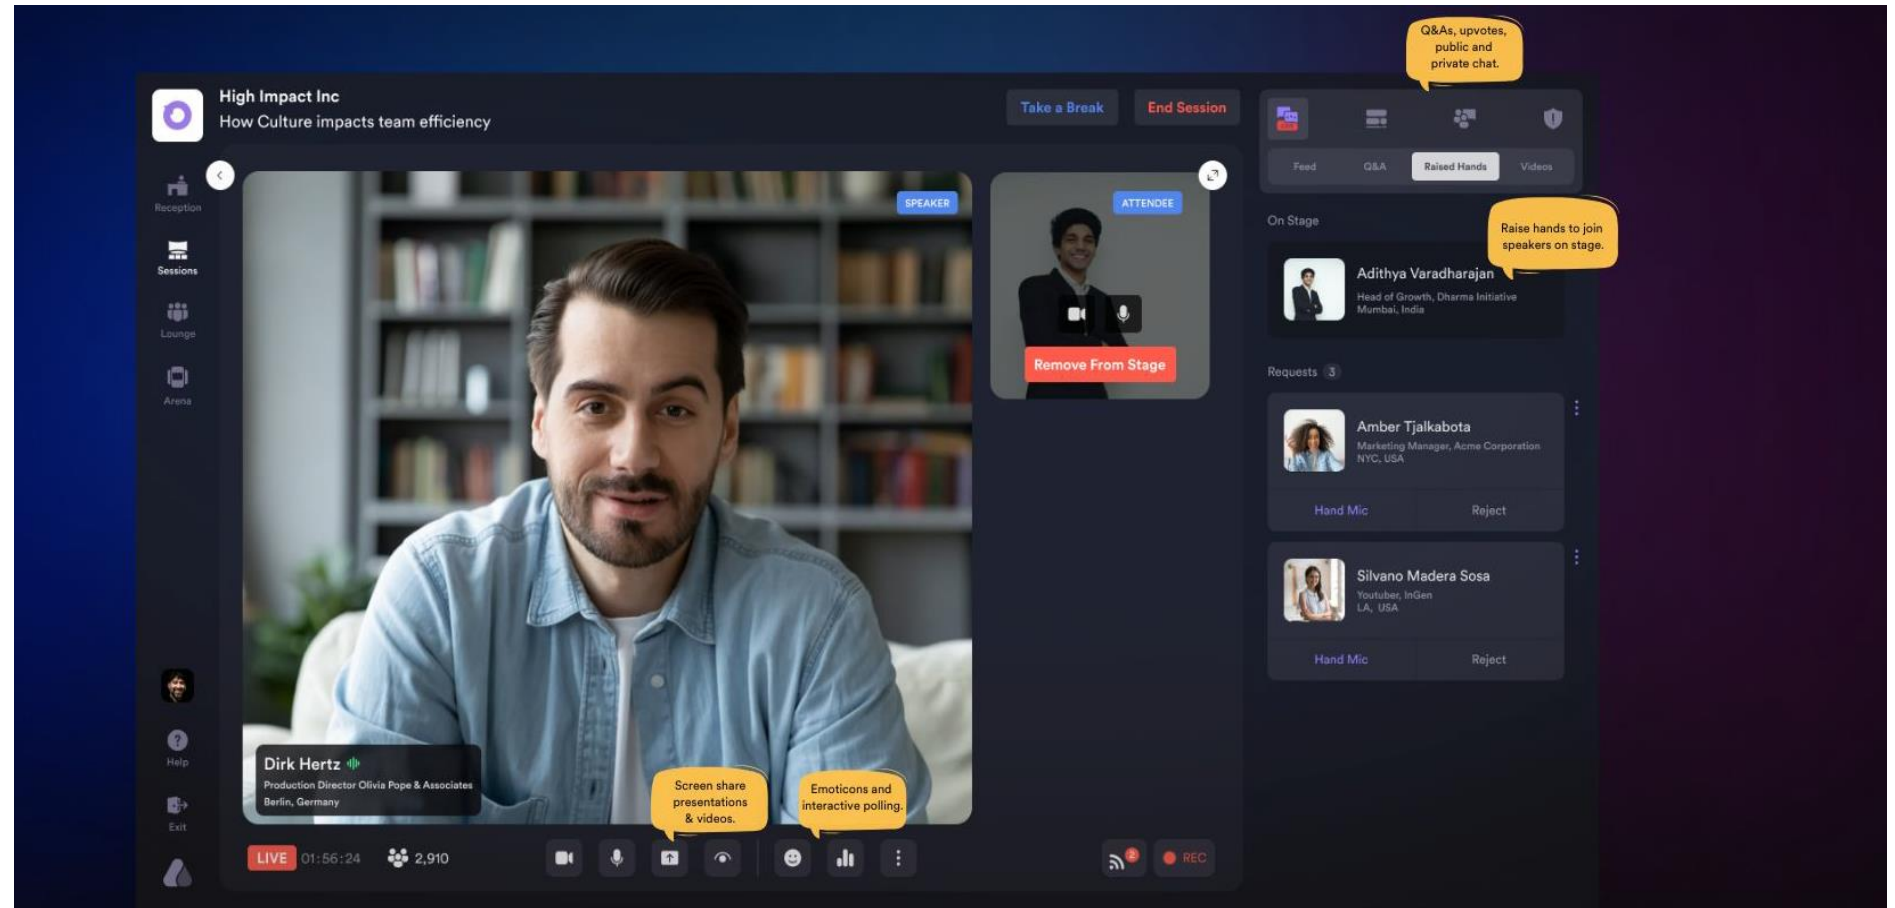 Q&As, upvotes,
public and
private chat.
High Impact Inc
How Culture impacts team efficiency
Take a Break
End Session
Feed
Q&A
Raised Hands
Videos
Reception
Sessions
Lounge
Arena
SPEAKER
ATTENDEE
Remove From Stage
On Stage
Raise hands to join
speakers on stage.
Adithya Varadharajan
Head of Growth, Dharma Initiative
Mumbai, India
Requests 3
Amber Tjalkabota
Marketing Manager, Acme Corporation
NYC, USA
Hand Mic
Reject
Silvano Madera Sosa
Youtuber, InGen
LA, USA
Hand Mic
Reject
Help
Exit
Dirk Hertz
Production Director Olivia Pope & Associates
Berlin, Germany
Screen share
presentations
& videos.
Emoticons and
interactive polling.
LIVE 01:56:24
2,910
2
REC